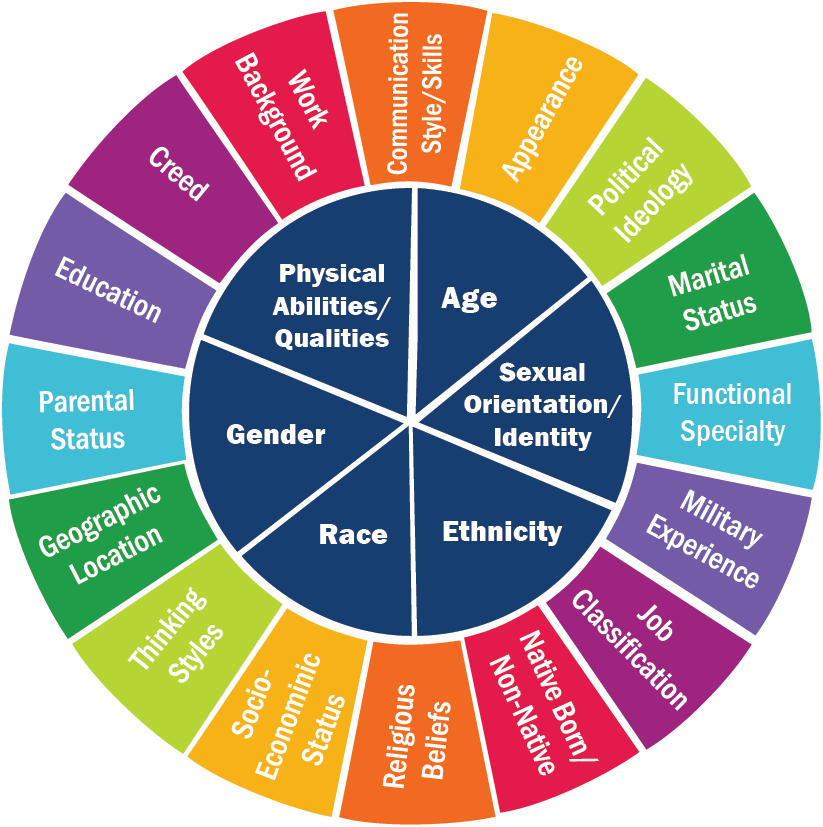 Communication
Style/Skills
Appearance
Political
Ideology
Marital
Status
Functional
Specialty
Military
Experience
Job
Classification
Native Born/
Non-Native
Religious
Beliefs
Socio-
Econominic
Status
Thinking
Styles
Geographic
Location
Parental
Status
Education
Creed
Work
Background
Physical
Abilities/
Qualities
Age
Sexual
Orientation/
Identity
Ethnicity
Race
Gender